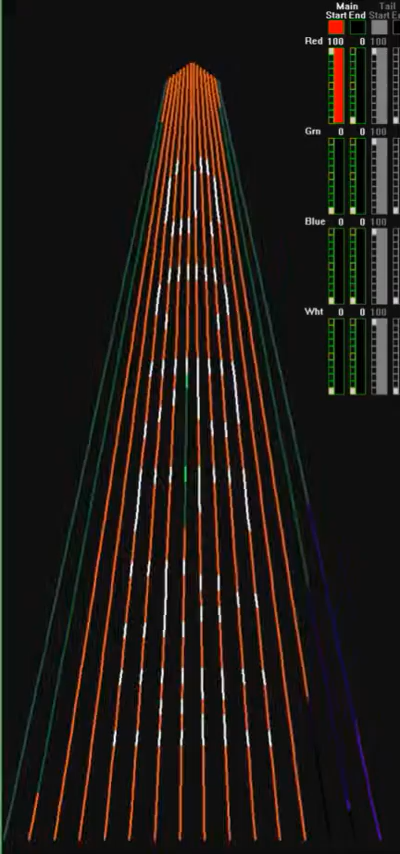 Main Tail
Start End Start
Red 100 0
Grn 0 0 100
Blue 0 0 100
Wht 0 0 100